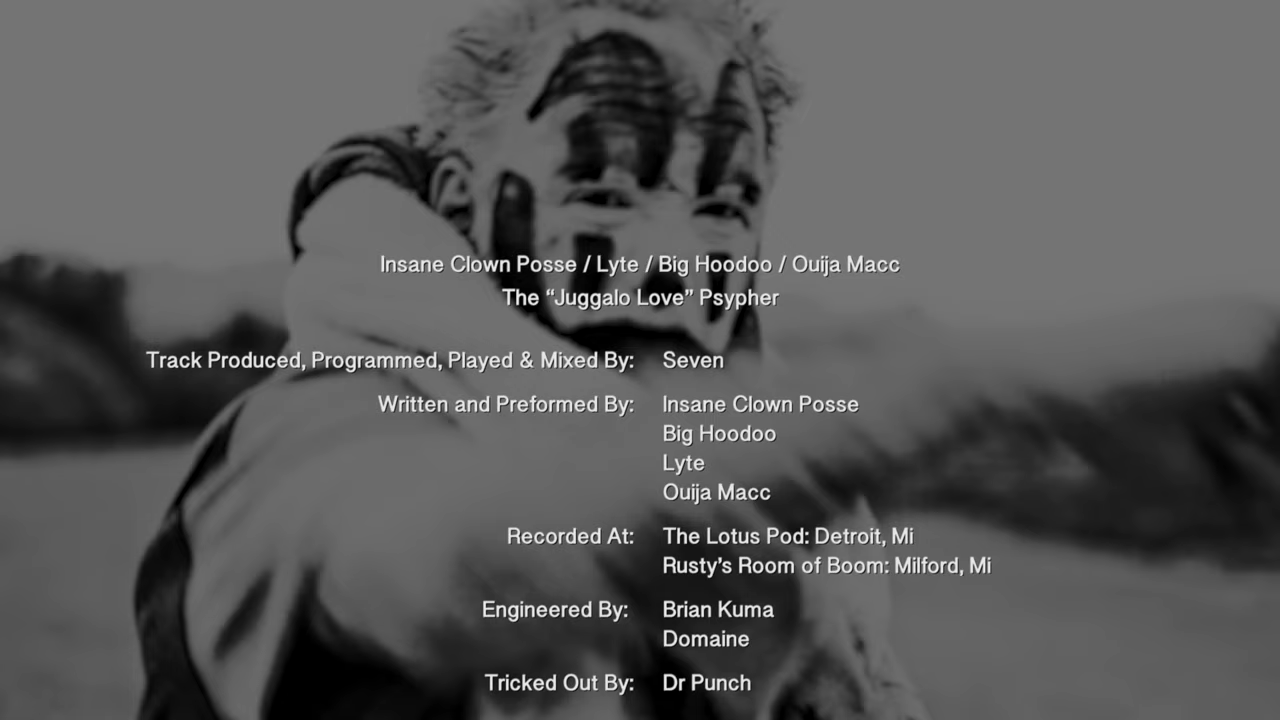 Insane Clown Posse / Lyte / Big Hoodoo / Ouija Macc
The “Juggalo Love” Psypher
Track Produced, Programmed, Played & Mixed By: Seven
Written and Preformed By: Insane Clown Posse
Big Hoodoo
Lyte
Ouija Macc
Recorded At: The Lotus Pod: Detroit, Mi
Rusty’s Room of Boom: Milford, Mi
Engineered By: Brian Kuma
Domaine
Tricked Out By: Dr Punch